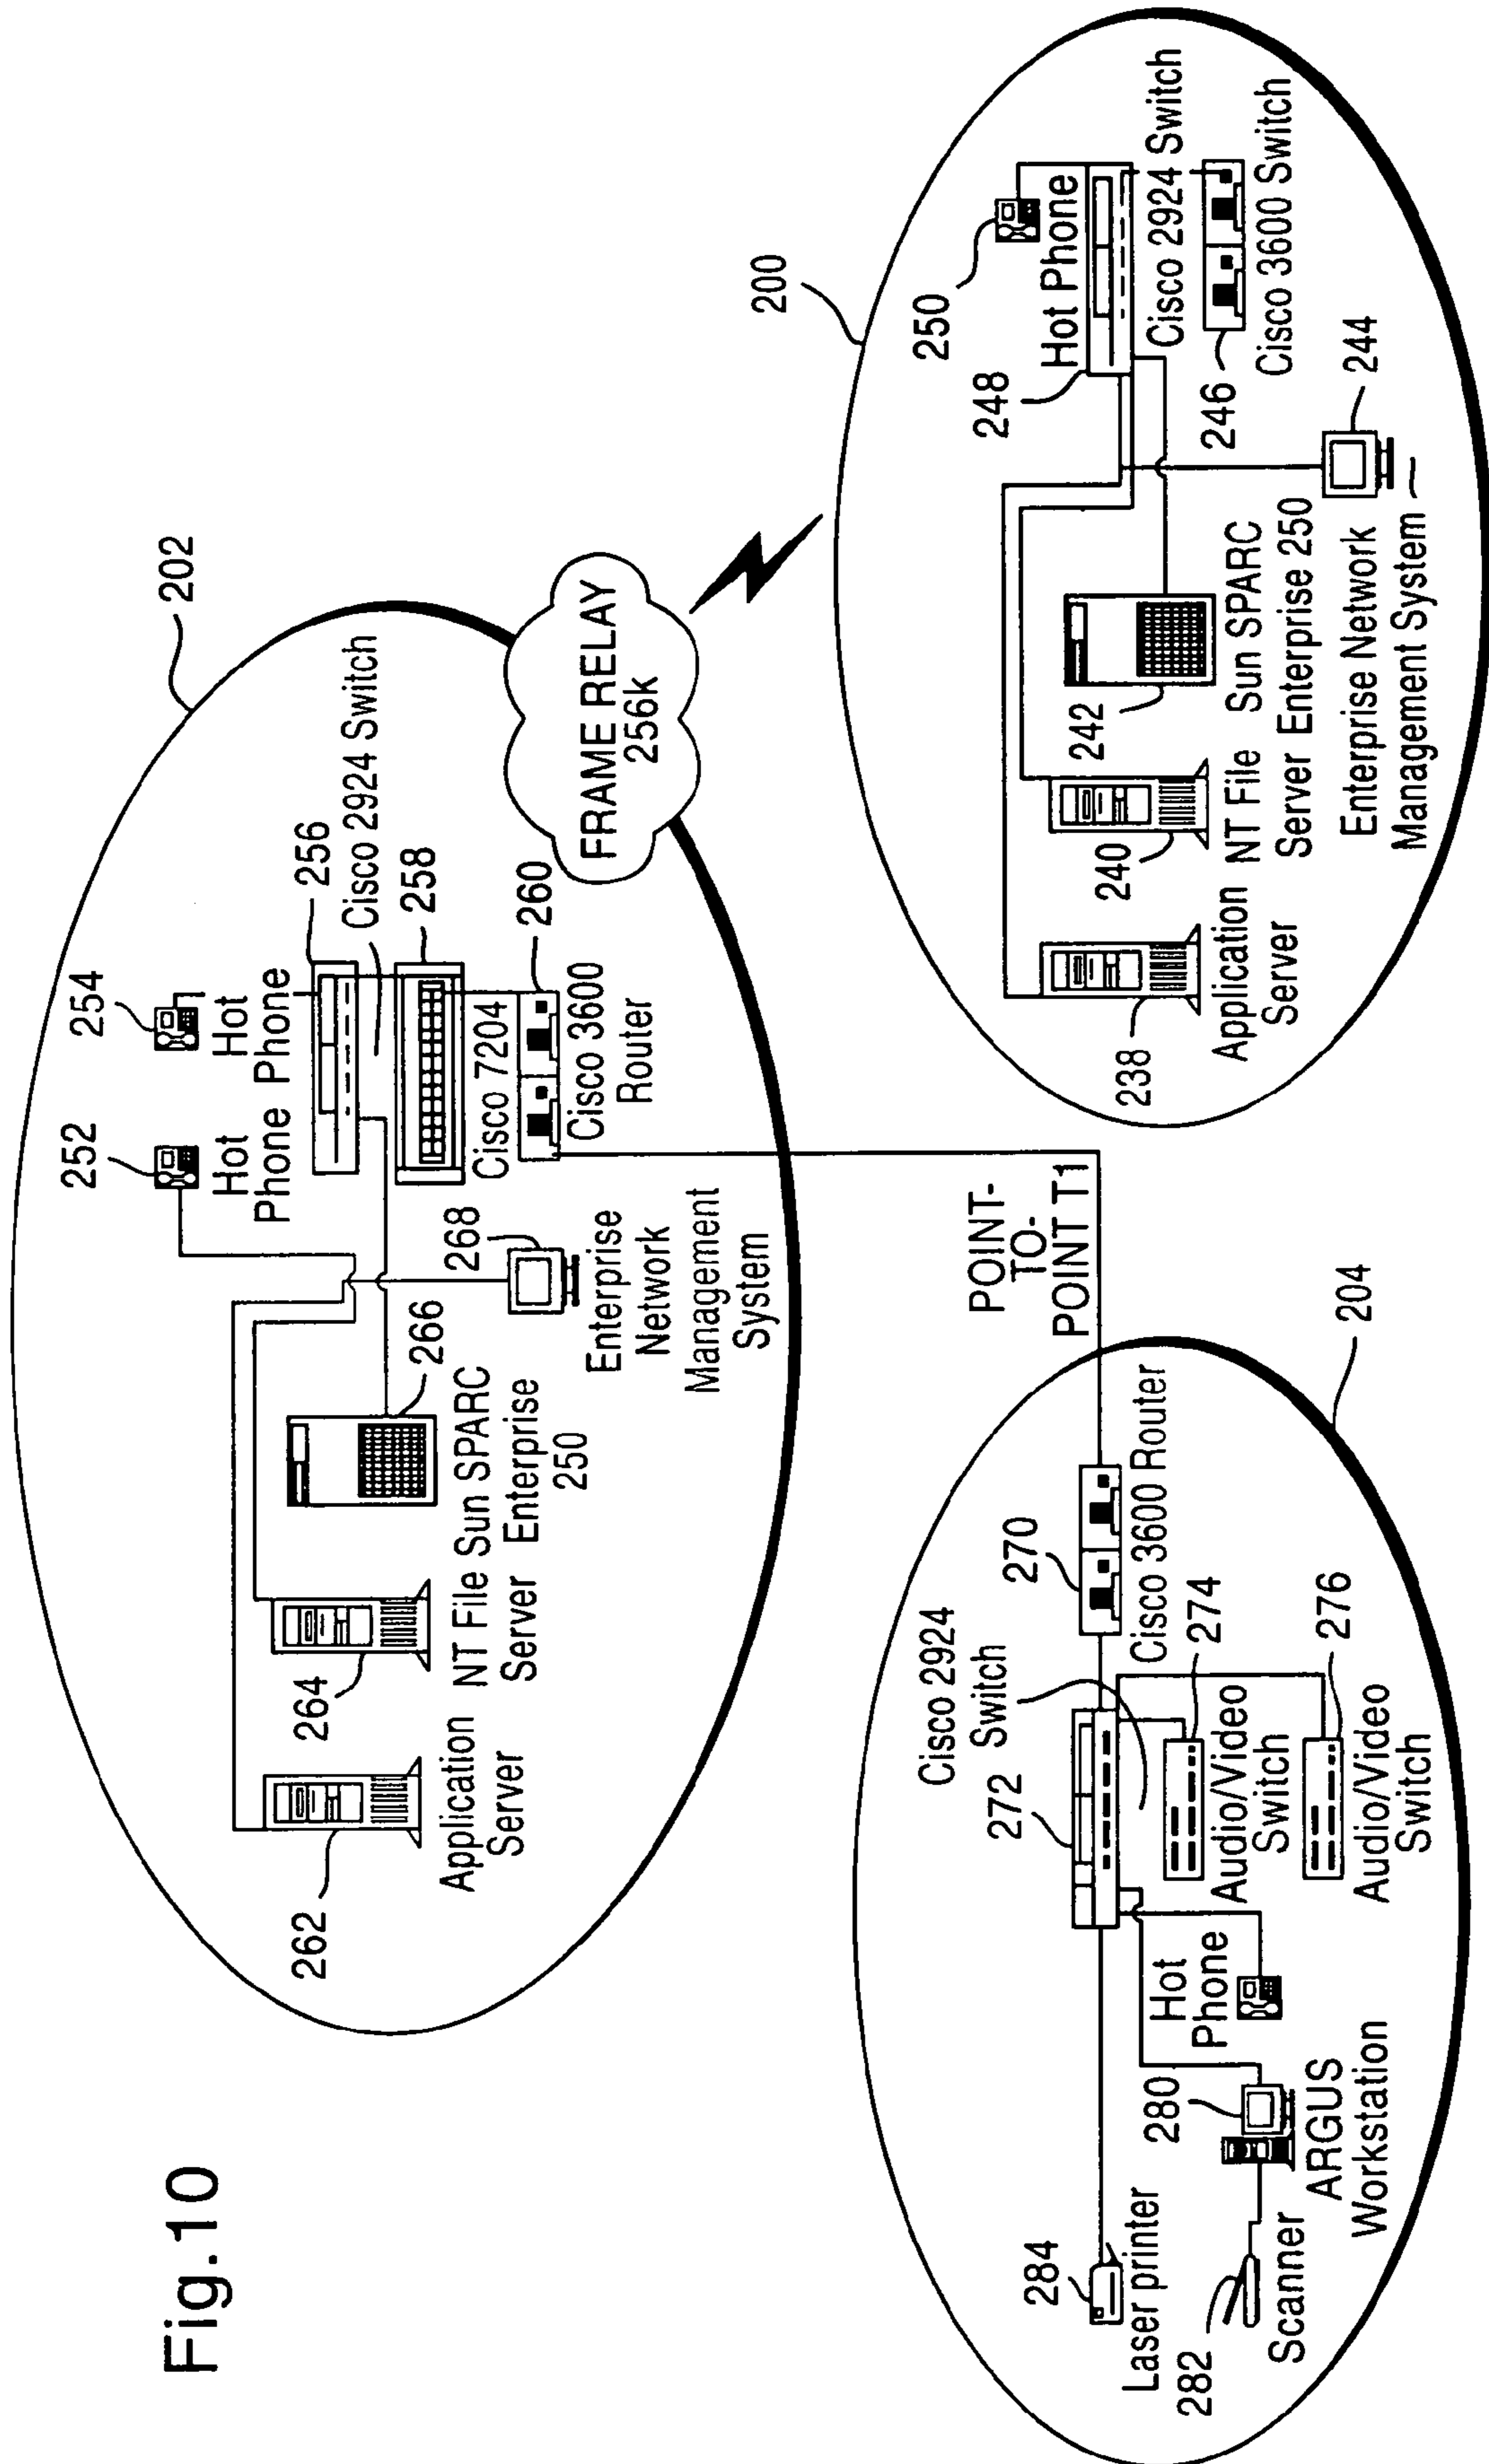 Fig.10
202
252
254
Hot
Phone
Hot
Phone
256
Cisco 2924 Switch
258
Cisco 7204
260
Cisco 3600
Router
262
Application
Server
264
NT File
Server
266
Sun SPARC
Enterprise
250
268
Enterprise
Network
Management
System
FRAME RELAY
256k
POINT-
TO-
POINT T1
200
250
Hot Phone
248
Cisco 2924 Switch
246
Cisco 3600 Switch
244
Enterprise Network
Management System
242
Sun SPARC
Enterprise 250
240
NT File
Server
238
Application
Server
204
270
Cisco 3600 Router
Cisco 2924
Switch
272
274
Audio/Video
Switch
276
Audio/Video
Switch
Hot
Phone
280
ARGUS
Workstation
284
Laser printer
282
Scanner